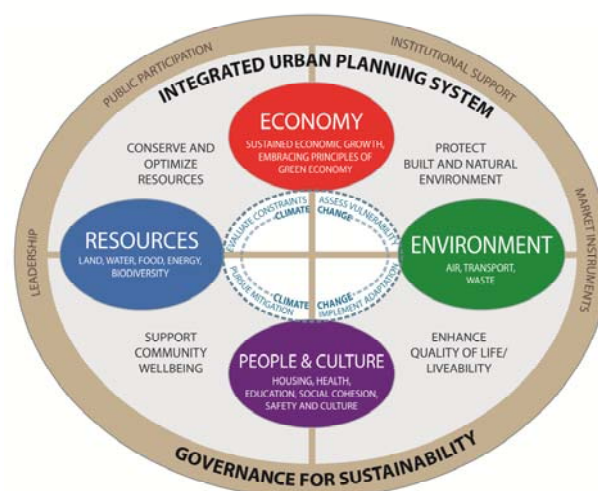 PUBLIC PARTICIPATION
INSTITUTIONAL SUPPORT
INTEGRATED URBAN PLANNING SYSTEM
ECONOMY
SUSTAINED ECONOMIC GROWTH,
EMBRACING PRINCIPLES OF
GREEN ECONOMY
CONSERVE AND
OPTIMIZE
RESOURCES
PROTECT
BUILT AND NATURAL
ENVIRONMENT
EVALUATE CONSTRAINTS
ASSESS VULNERABILITY
CLIMATE CHANGE
LEADERSHIP
RESOURCES
LAND, WATER, FOOD, ENERGY,
BIODIVERSITY
ENVIRONMENT
AIR, TRANSPORT,
WASTE
MARKET INSTRUMENTS
CLIMATE CHANGE
PURSUE MITIGATION
IMPLEMENT ADAPTATION
SUPPORT
COMMUNITY
WELLBEING
ENHANCE
QUALITY OF LIFE/
LIVEABILITY
PEOPLE & CULTURE
HOUSING, HEALTH,
EDUCATION, SOCIAL COHESION,
SAFETY AND CULTURE
GOVERNANCE FOR SUSTAINABILITY